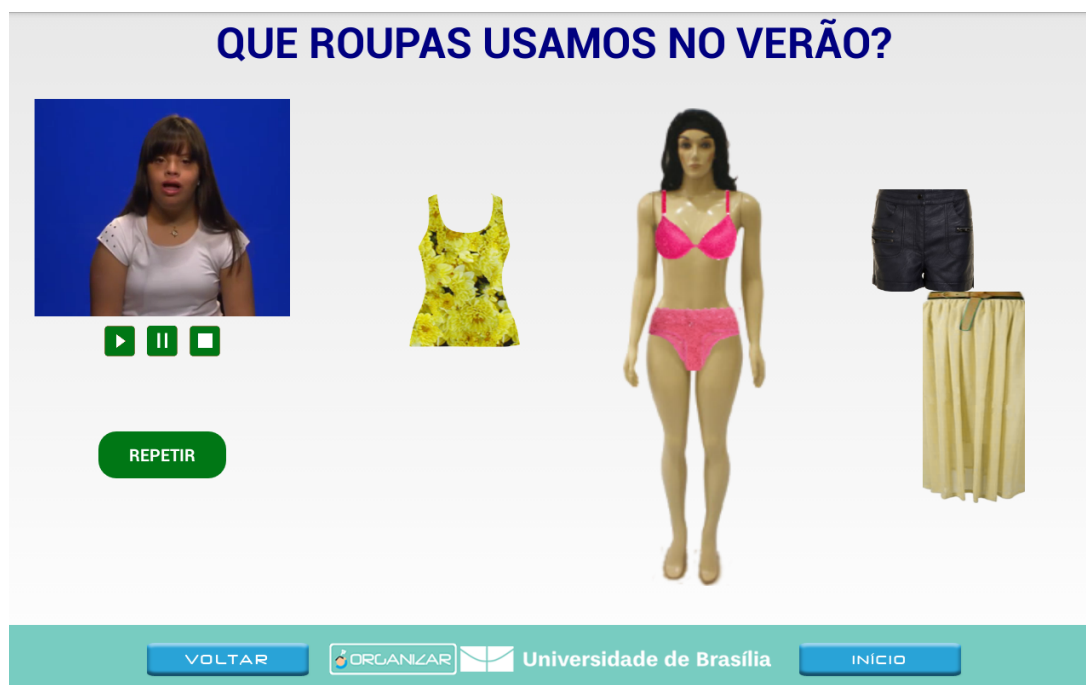 QUE ROUPAS USAMOS NO VERÃO?
REPETIR
VOLTAR
ORGANIZAR
Universidade de Brasília
INÍCIO